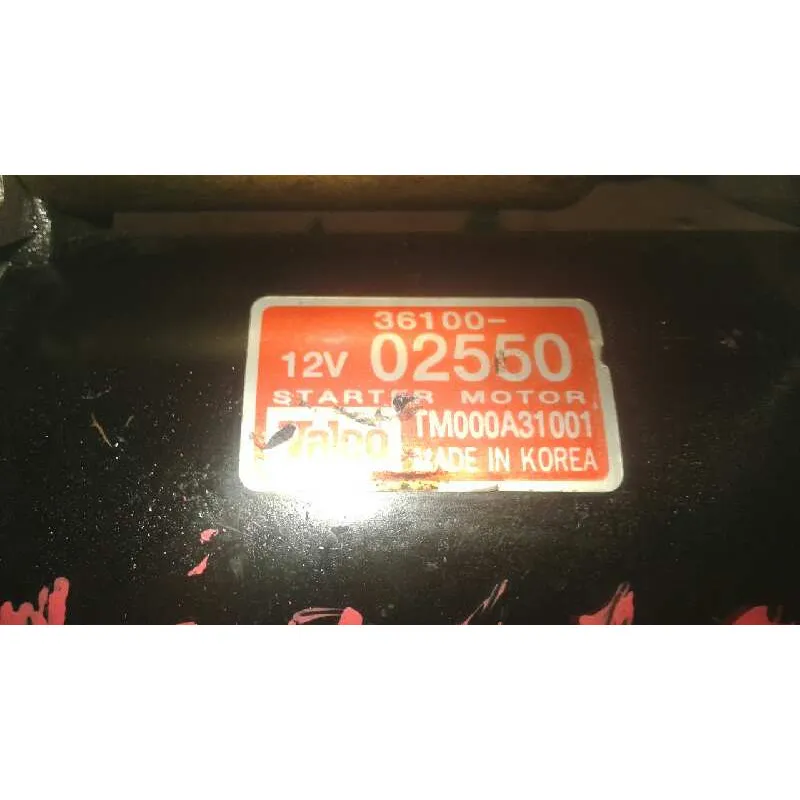 36100-
12V 02550
STARTER MOTOR
Valeo TM000A31001
MADE IN KOREA